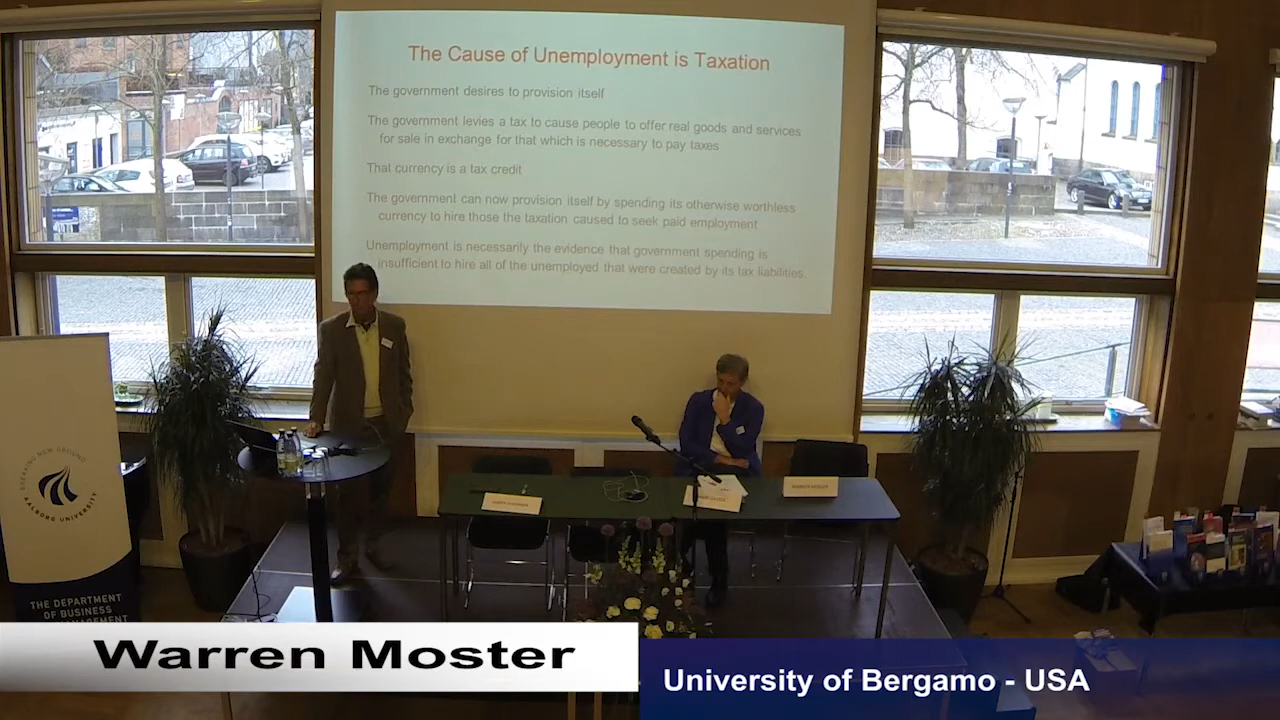 The Cause of Unemployment is Taxation
The government desires to provision itself
The government levies a tax to cause people to offer real goods and services
for sale in exchange for that which is necessary to pay taxes
That currency is a tax credit
The government can now provision itself by spending its otherwise worthless
currency to hire those the taxation caused to seek paid employment
Unemployment is necessarily the evidence that government spending is
insufficient to hire all of the unemployed that were created by its tax liabilities.
BREAKING NEW GROUND
AALBORG UNIVERSITY
THE DEPARTMENT
OF BUSINESS
Warren Moster
University of Bergamo - USA